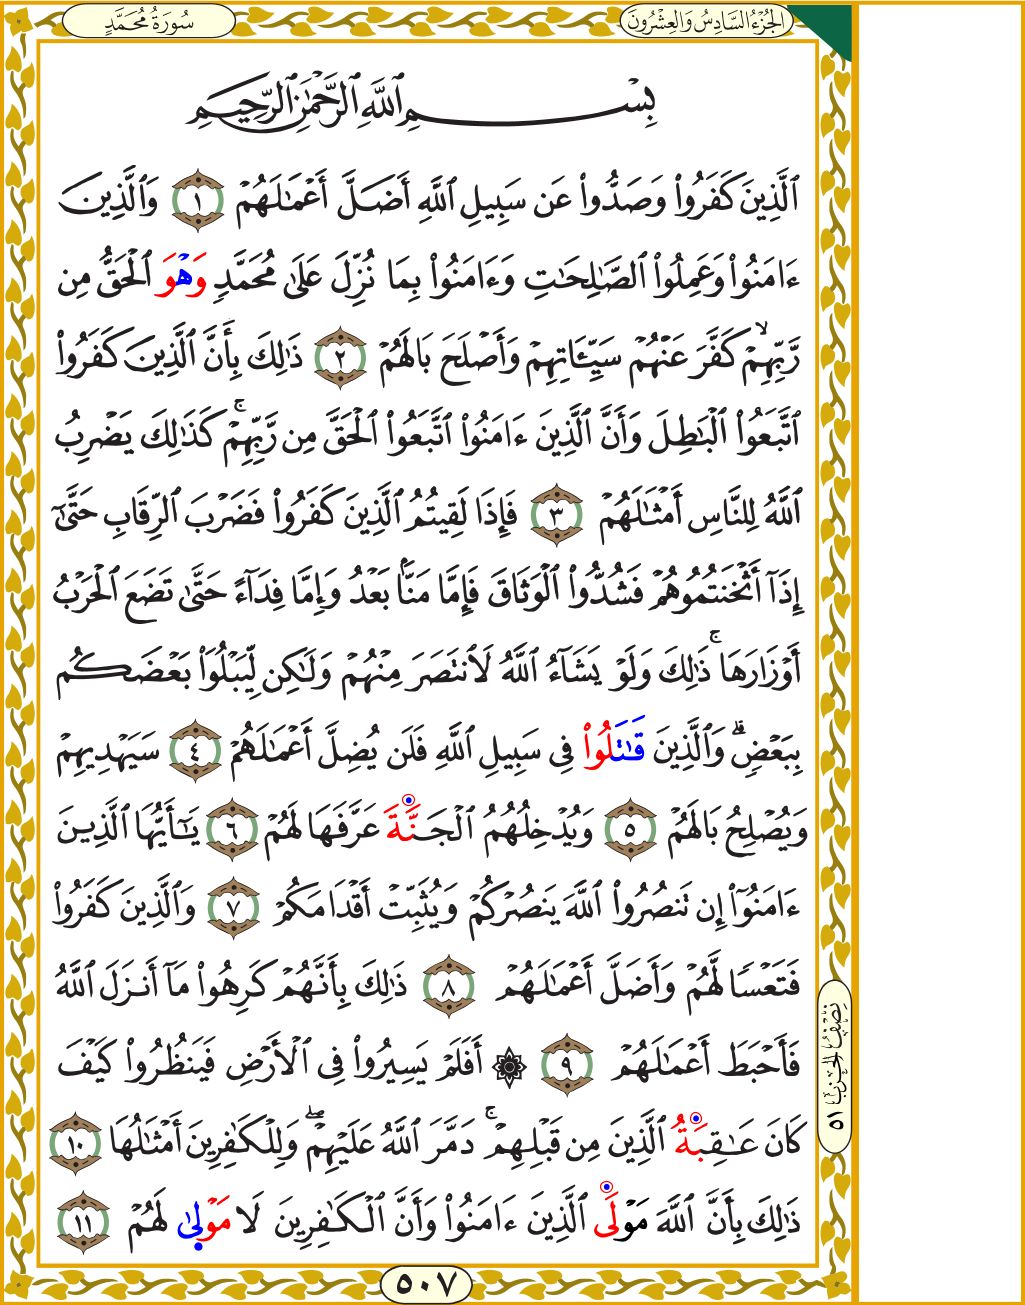 الجُزْءُ السَّادِسُ وَالعِشْرُونَ
سُورَةُ مُحَمَّدٍ
بِسْمِ ٱللَّهِ ٱلرَّحْمَٰنِ ٱلرَّحِيمِ
ٱلَّذِينَ كَفَرُوا۟ وَصَدُّوا۟ عَن سَبِيلِ ٱللَّهِ أَضَلَّ أَعْمَٰلَهُمْ ١ وَٱلَّذِينَ
ءَامَنُوا۟ وَعَمِلُوا۟ ٱلصَّٰلِحَٰتِ وَءَامَنُوا۟ بِمَا نُزِّلَ عَلَىٰ مُحَمَّدٍ وَهْوَ ٱلْحَقُّ مِن
رَّبِّهِمْ ۙ كَفَّرَ عَنْهُمْ سَيِّـَٔاتِهِمْ وَأَصْلَحَ بَالَهُمْ ٢ ذَٰلِكَ بِأَنَّ ٱلَّذِينَ كَفَرُوا۟
ٱتَّبَعُوا۟ ٱلْبَٰطِلَ وَأَنَّ ٱلَّذِينَ ءَامَنُوا۟ ٱتَّبَعُوا۟ ٱلْحَقَّ مِن رَّبِّهِمْ ۚ كَذَٰلِكَ يَضْرِبُ
ٱللَّهُ لِلنَّاسِ أَمْثَٰلَهُمْ ٣ فَإِذَا لَقِيتُمُ ٱلَّذِينَ كَفَرُوا۟ فَضَرْبَ ٱلرِّقَابِ حَتَّىٰٓ
إِذَآ أَثْخَنتُمُوهُمْ فَشُدُّوا۟ ٱلْوَثَاقَ فَإِمَّا مَنًّۢا بَعْدُ وَإِمَّا فِدَآءً حَتَّىٰ تَضَعَ ٱلْحَرْبُ
أَوْزَارَهَا ۚ ذَٰلِكَ وَلَوْ يَشَآءُ ٱللَّهُ لَٱنتَصَرَ مِنْهُمْ وَلَٰكِن لِّيَبْلُوَا۟ بَعْضَكُم
بِبَعْضٍ ۗ وَٱلَّذِينَ قَٰتَلُوا۟ فِى سَبِيلِ ٱللَّهِ فَلَن يُضِلَّ أَعْمَٰلَهُمْ ٤ سَيَهْدِيهِمْ
وَيُصْلِحُ بَالَهُمْ ٥ وَيُدْخِلُهُمُ ٱلْجَنَّةَ عَرَّفَهَا لَهُمْ ٦ يَٰٓأَيُّهَا ٱلَّذِينَ
ءَامَنُوٓا۟ إِن تَنصُرُوا۟ ٱللَّهَ يَنصُرْكُمْ وَيُثَبِّتْ أَقْدَامَكُمْ ٧ وَٱلَّذِينَ كَفَرُوا۟
فَتَعْسًا لَّهُمْ وَأَضَلَّ أَعْمَٰلَهُمْ ٨ ذَٰلِكَ بِأَنَّهُمْ كَرِهُوا۟ مَآ أَنزَلَ ٱللَّهُ
فَأَحْبَطَ أَعْمَٰلَهُمْ ٩ ۞ أَفَلَمْ يَسِيرُوا۟ فِى ٱلْأَرْضِ فَيَنظُرُوا۟ كَيْفَ
كَانَ عَٰقِبَةُ ٱلَّذِينَ مِن قَبْلِهِمْ ۚ دَمَّرَ ٱللَّهُ عَلَيْهِمْ ۖ وَلِلْكَٰفِرِينَ أَمْثَٰلُهَا ١٠
ذَٰلِكَ بِأَنَّ ٱللَّهَ مَوْلَى ٱلَّذِينَ ءَامَنُوا۟ وَأَنَّ ٱلْكَٰفِرِينَ لَا مَوْلَىٰ لَهُمْ ١١
نِصْفُ الحِزْبِ ٥١
٥٠٧